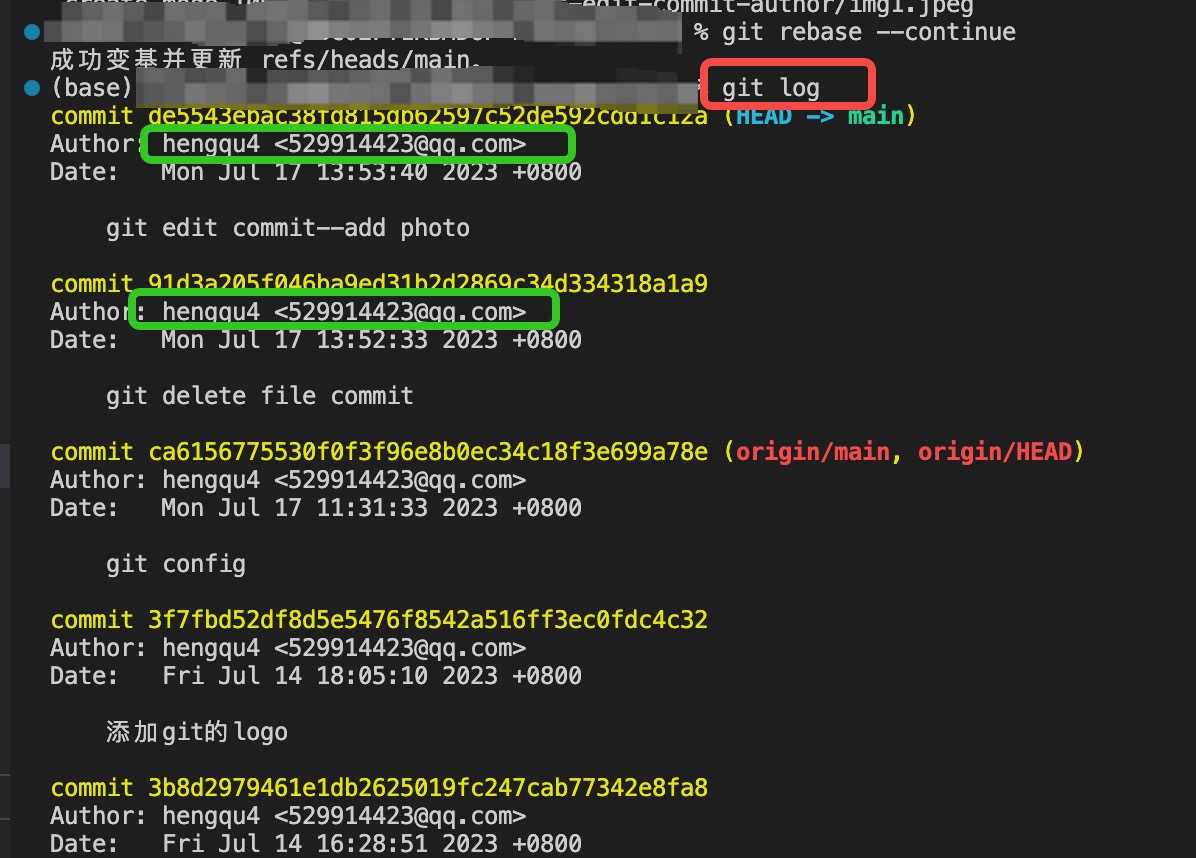 -edit-commit-author/img1.jpeg
% git rebase --continue
成功变基并更新 refs/heads/main。
(base) git log
commit de5543ebac38fd815db62597c52de592cdd1c12a (HEAD -> main)
Author: hengqu4 <529914423@qq.com>
Date:   Mon Jul 17 13:53:40 2023 +0800
git edit commit--add photo
commit 91d3a205f046ba9ed31b2d2869c34d334318a1a9
Author: hengqu4 <529914423@qq.com>
Date:   Mon Jul 17 13:52:33 2023 +0800
git delete file commit
commit ca6156775530f0f3f96e8b0ec34c18f3e699a78e (origin/main, origin/HEAD)
Author: hengqu4 <529914423@qq.com>
Date:   Mon Jul 17 11:31:33 2023 +0800
git config
commit 3f7fbd52df8d5e5476f8542a516ff3ec0fdc4c32
Author: hengqu4 <529914423@qq.com>
Date:   Fri Jul 14 18:05:10 2023 +0800
添加git的logo
commit 3b8d2979461e1db2625019fc247cab77342e8fa8
Author: hengqu4 <529914423@qq.com>
Date:   Fri Jul 14 16:28:51 2023 +0800